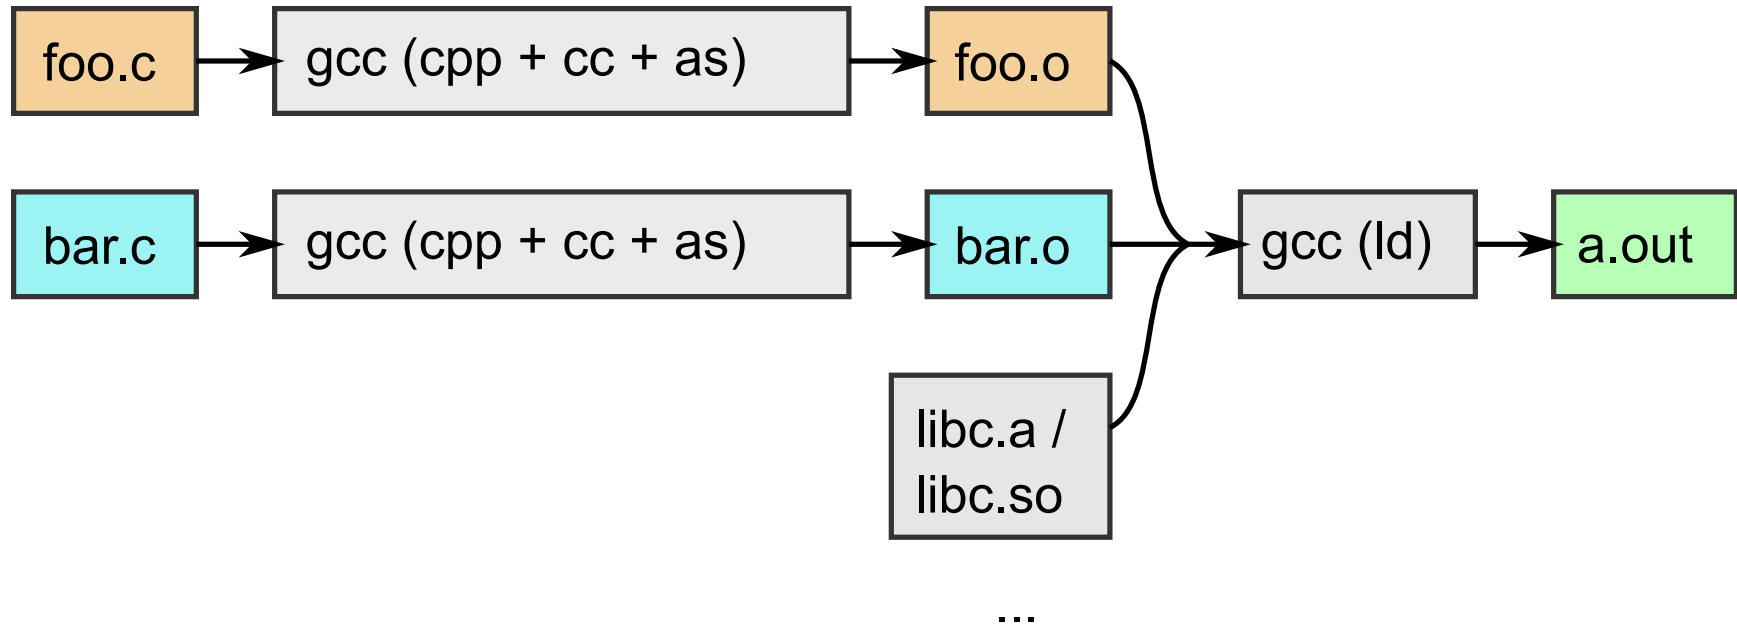 foo.c
gcc (cpp + cc + as)
foo.o
bar.c
gcc (cpp + cc + as)
bar.o
gcc (ld)
a.out
libc.a /
libc.so
...